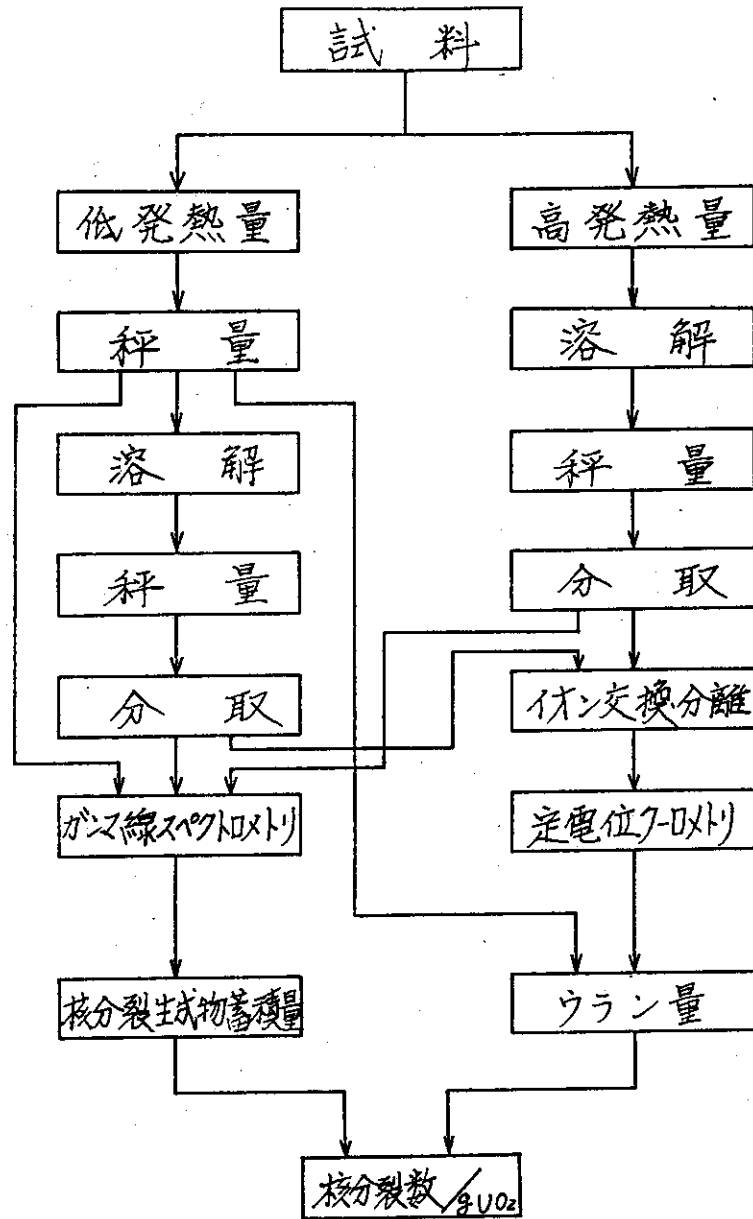 試料
低発熱量
高発熱量
秤量
溶解
溶解
秤量
秤量
分取
分取
イオン交換分離
ガンマ線スペクトロメトリ
定電位クーロメトリ
核分裂生成物蓄積量
ウラン量
核分裂数/gUO₂